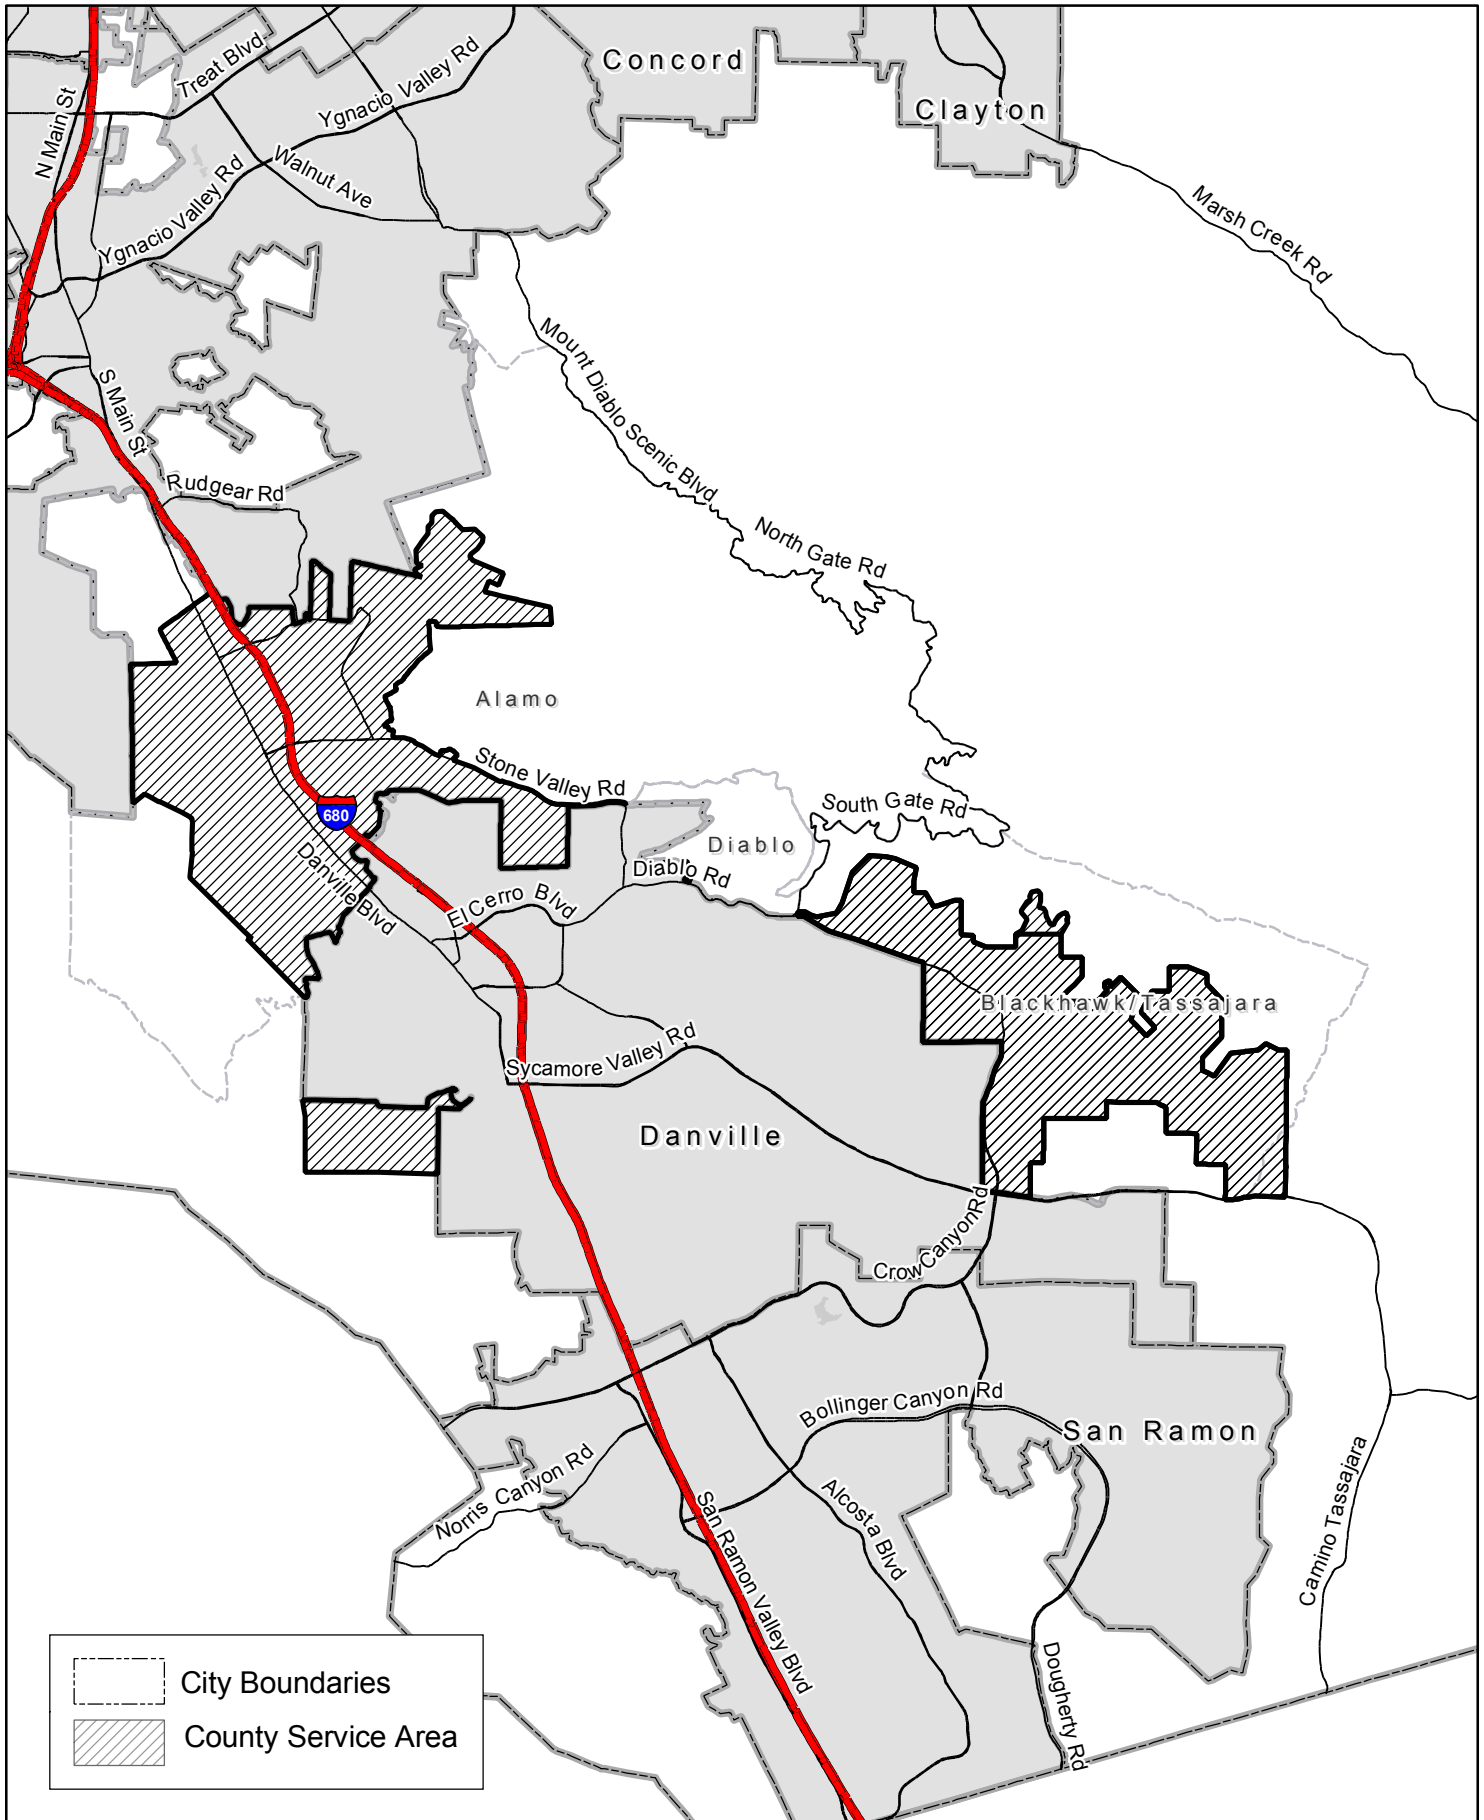 Concord
Treat Blvd
Ygnacio Valley Rd
Clayton
N Main St
Walnut Ave
Ygnacio Valley Rd
Marsh Creek Rd
Mount Diablo Scenic Blvd
S Main St
Rudgear Rd
North Gate Rd
Alamo
Stone Valley Rd
South Gate Rd
680
Diablo
Danville Blvd
Diablo Rd
El Cerro Blvd
Blackhawk/Tassajara
Sycamore Valley Rd
Danville
Crow Canyon Rd
Bollinger Canyon Rd
San Ramon
Norris Canyon Rd
Alcosta Blvd
San Ramon Valley Blvd
Camino Tassajara
Dougherty Rd
City Boundaries
County Service Area